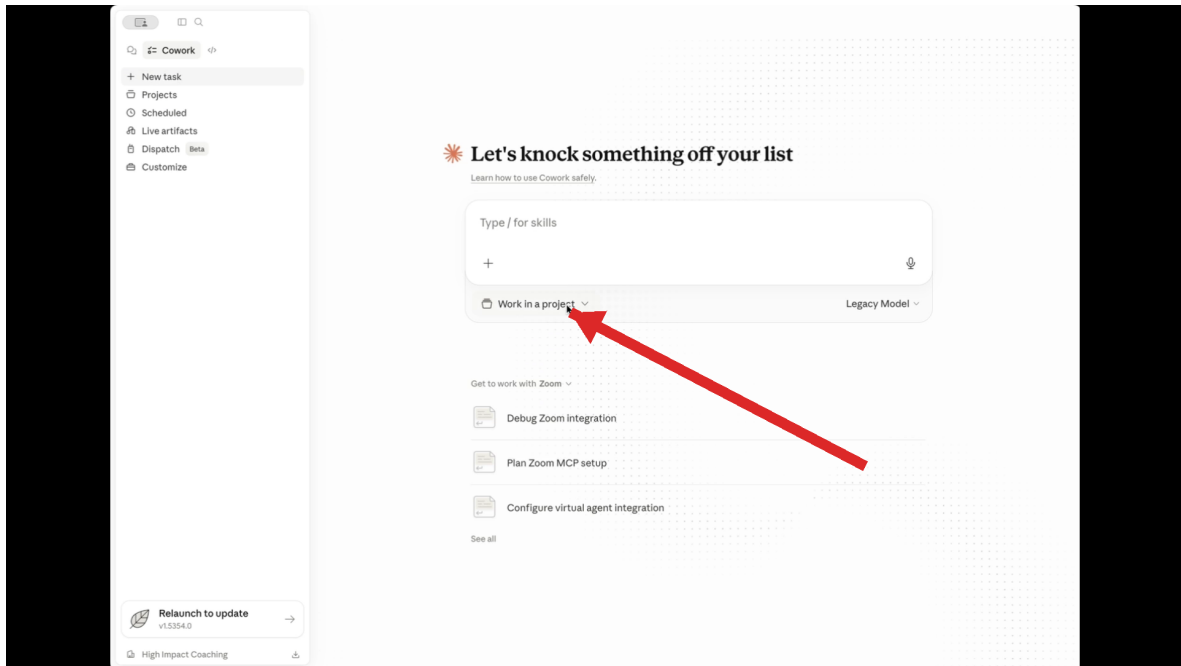 Cowork
New task
Projects
Scheduled
Live artifacts
Dispatch Beta
Customize
Let's knock something off your list
Learn how to use Cowork safely.
Type / for skills
Work in a project
Legacy Model
Get to work with Zoom
Debug Zoom integration
Plan Zoom MCP setup
Configure virtual agent integration
See all
Relaunch to update
v1.5354.0
High Impact Coaching